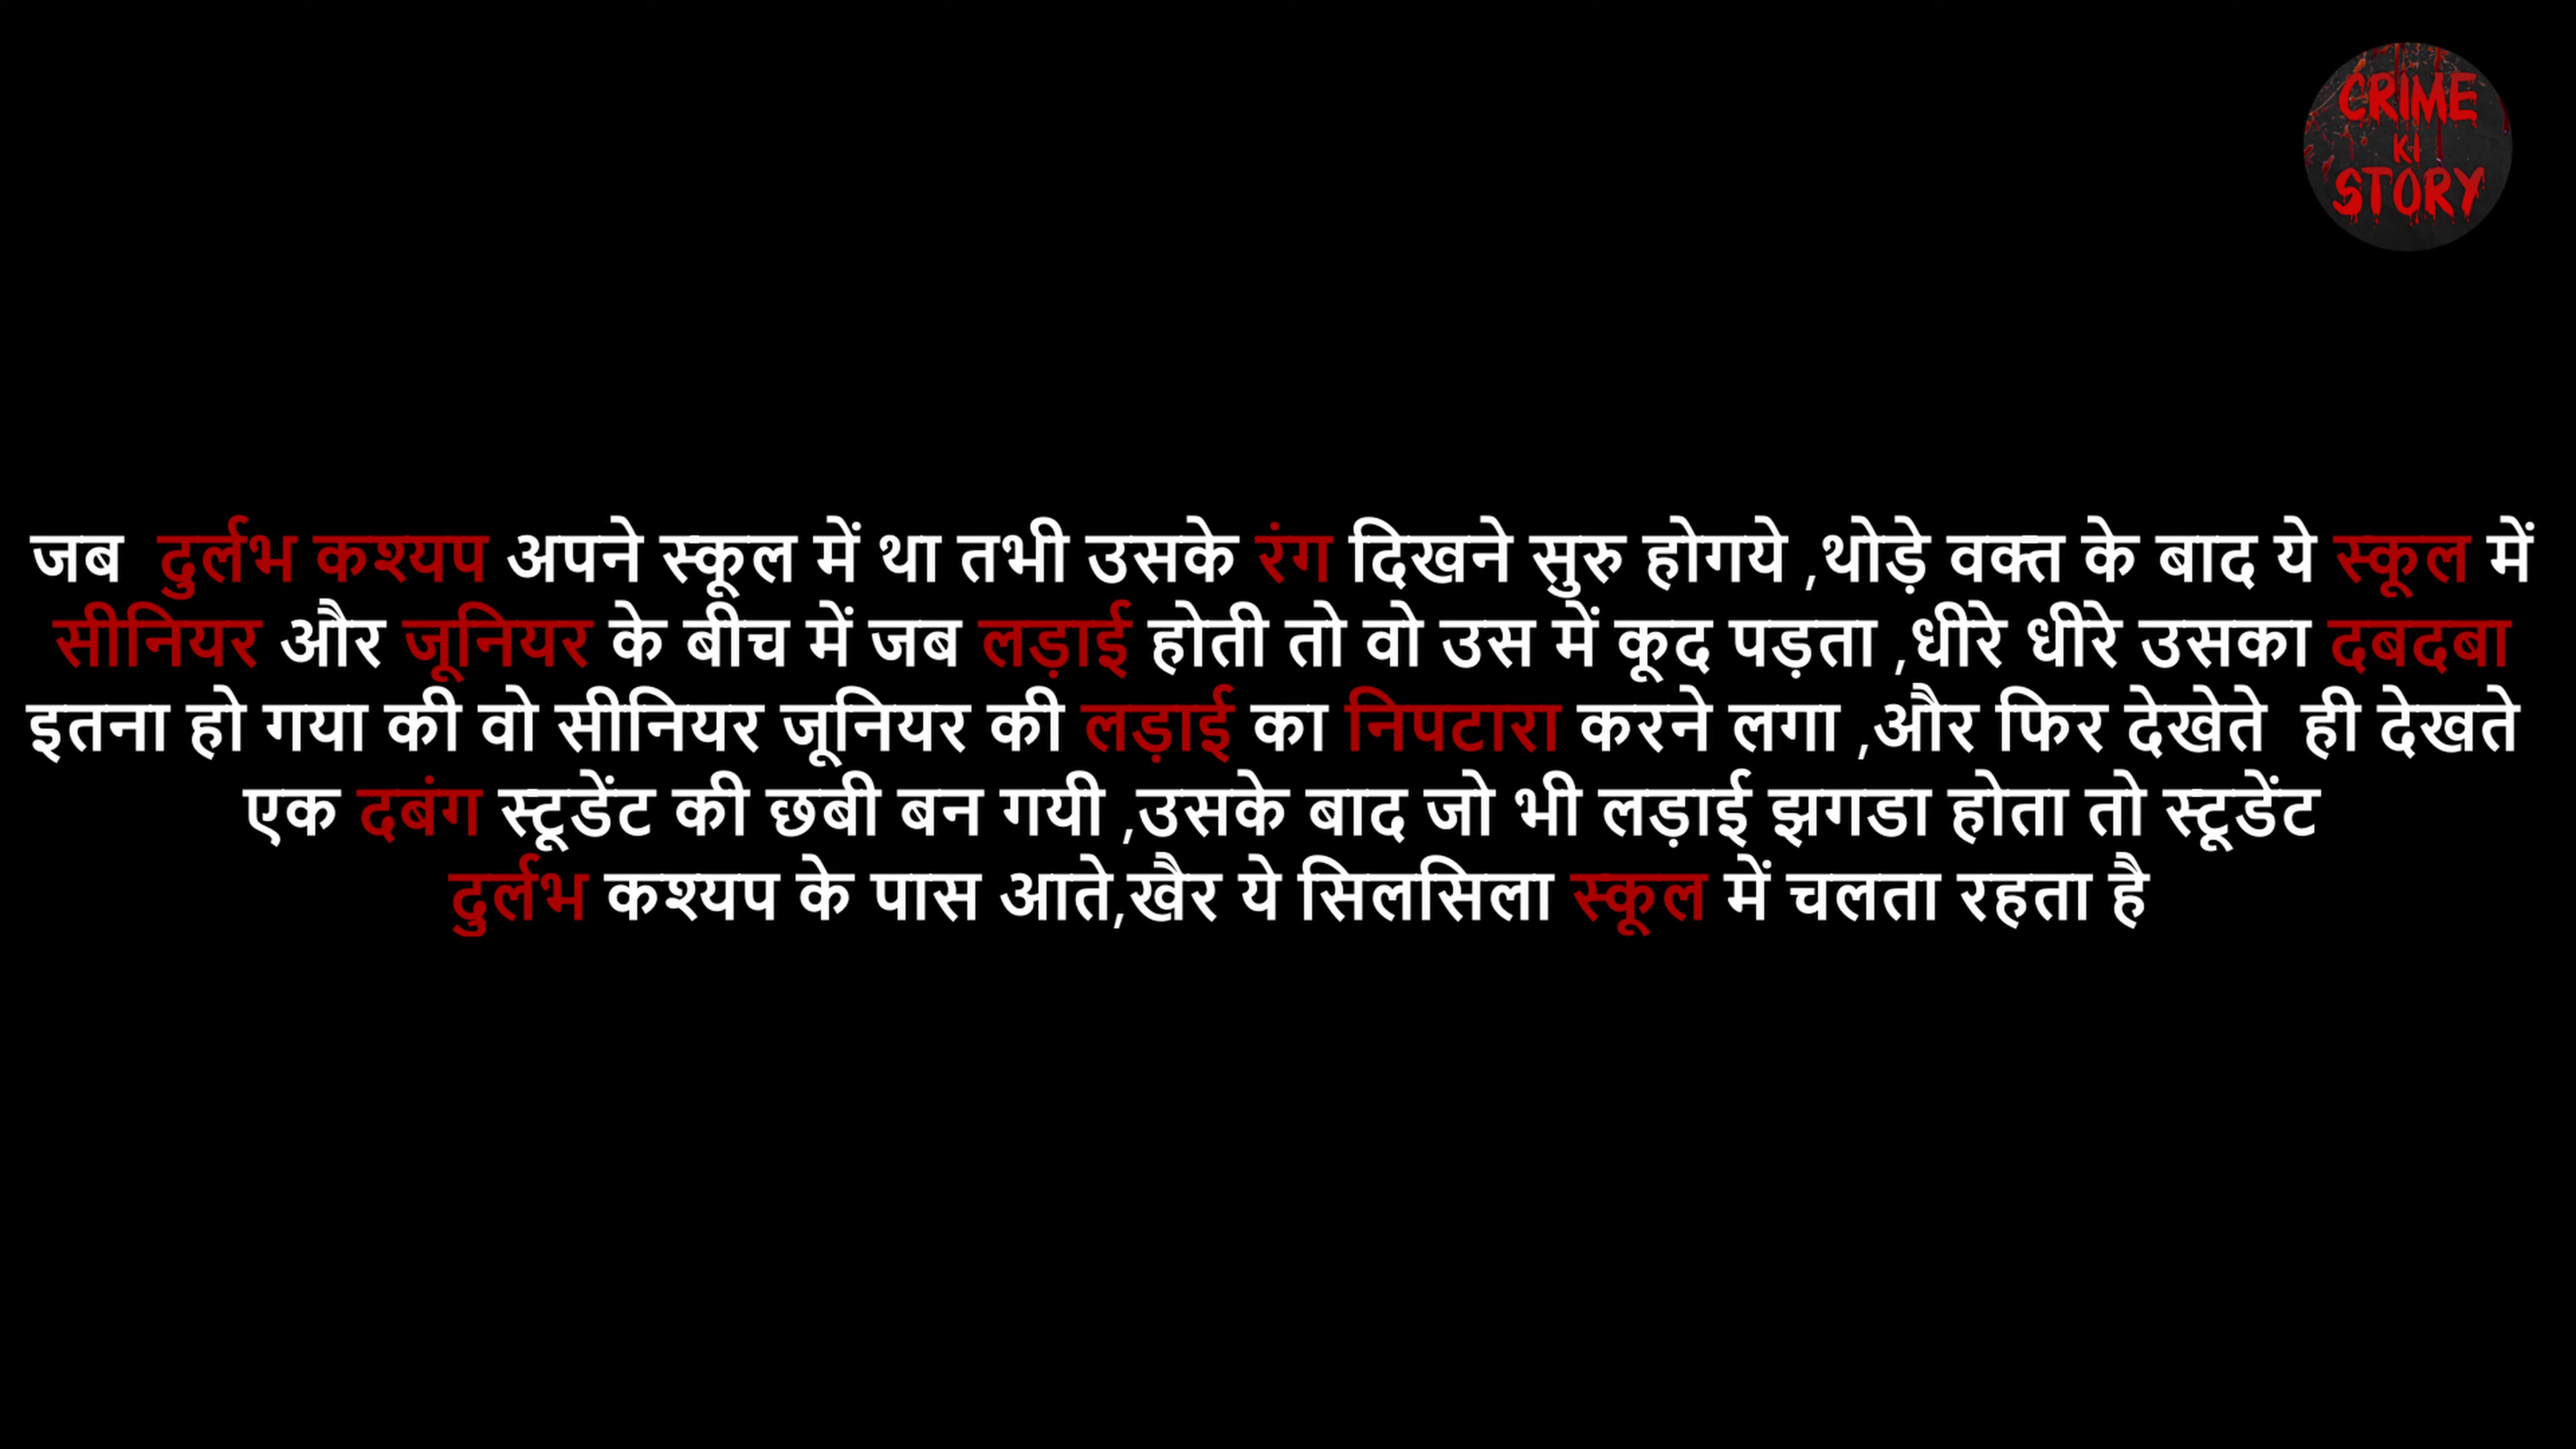 CRIME
KI
STORY
जब दुर्लभ कश्यप अपने स्कूल में था तभी उसके रंग दिखने सुरु होगये ,थोड़े वक्त के बाद ये स्कूल में
सीनियर और जूनियर के बीच में जब लड़ाई होती तो वो उस में कूद पड़ता ,धीरे धीरे उसका दबदबा
इतना हो गया की वो सीनियर जूनियर की लड़ाई का निपटारा करने लगा ,और फिर देखेते ही देखते
एक दबंग स्टूडेंट की छबी बन गयी ,उसके बाद जो भी लड़ाई झगडा होता तो स्टूडेंट
दुर्लभ कश्यप के पास आते,खैर ये सिलसिला स्कूल में चलता रहता है